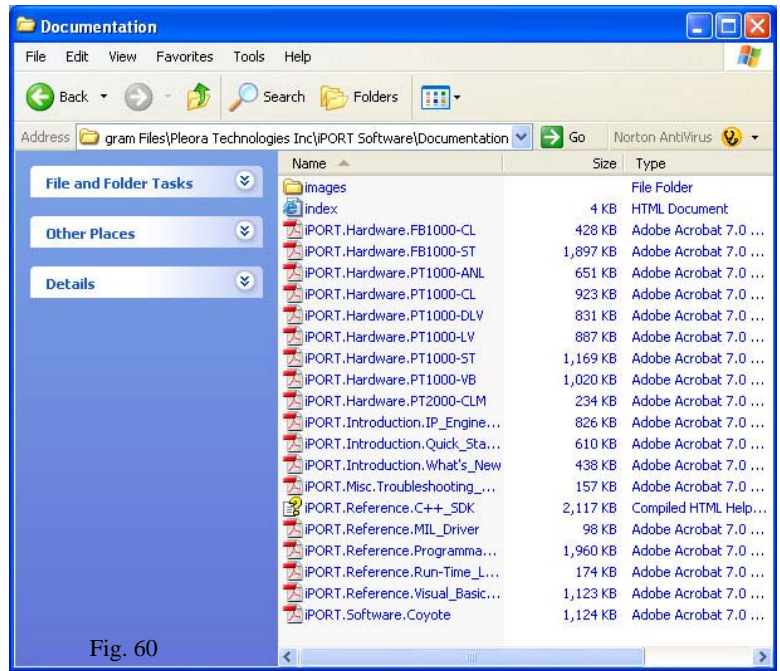 Documentation
File Edit View Favorites Tools Help
Back Search Folders
Address gram Files\Pleora Technologies Inc\iPORT Software\Documentation Go Norton AntiVirus
Name Size Type
File and Folder Tasks
Other Places
Details
images File Folder
index 4 KB HTML Document
iPORT.Hardware.FB1000-CL 428 KB Adobe Acrobat 7.0 ...
iPORT.Hardware.FB1000-ST 1,897 KB Adobe Acrobat 7.0 ...
iPORT.Hardware.PT1000-ANL 651 KB Adobe Acrobat 7.0 ...
iPORT.Hardware.PT1000-CL 923 KB Adobe Acrobat 7.0 ...
iPORT.Hardware.PT1000-DLV 831 KB Adobe Acrobat 7.0 ...
iPORT.Hardware.PT1000-LV 887 KB Adobe Acrobat 7.0 ...
iPORT.Hardware.PT1000-ST 1,169 KB Adobe Acrobat 7.0 ...
iPORT.Hardware.PT1000-VB 1,020 KB Adobe Acrobat 7.0 ...
iPORT.Hardware.PT2000-CLM 234 KB Adobe Acrobat 7.0 ...
iPORT.Introduction.IP_Engine... 826 KB Adobe Acrobat 7.0 ...
iPORT.Introduction.Quick_Sta... 610 KB Adobe Acrobat 7.0 ...
iPORT.Introduction.What's_New 438 KB Adobe Acrobat 7.0 ...
iPORT.Misc.Troubleshooting_... 157 KB Adobe Acrobat 7.0 ...
iPORT.Reference.C++_SDK 2,117 KB Compiled HTML Help...
iPORT.Reference.MIL_Driver 98 KB Adobe Acrobat 7.0 ...
iPORT.Reference.Programma... 1,960 KB Adobe Acrobat 7.0 ...
iPORT.Reference.Run-Time_L... 174 KB Adobe Acrobat 7.0 ...
iPORT.Reference.Visual_Basic... 1,123 KB Adobe Acrobat 7.0 ...
iPORT.Software.Coyote 1,124 KB Adobe Acrobat 7.0 ...
Fig. 60